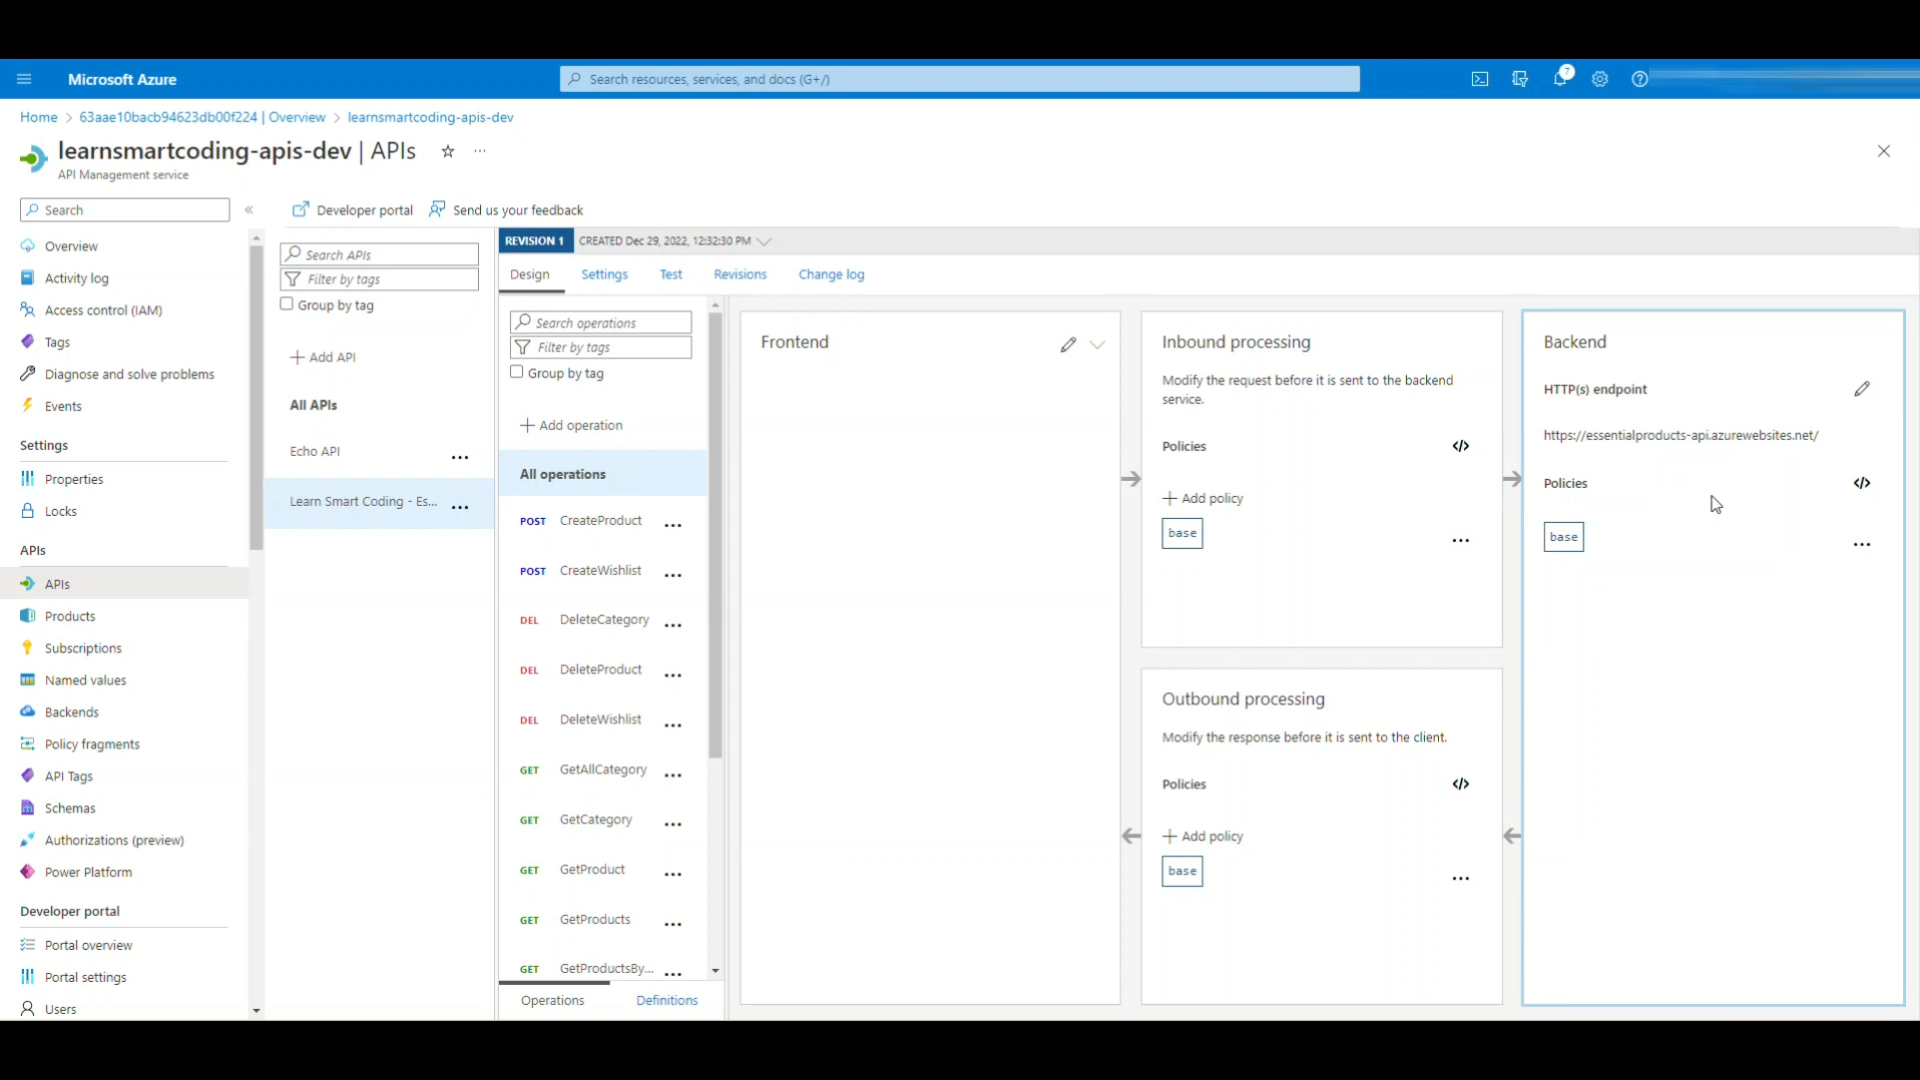 Microsoft Azure
Search resources, services, and docs (G+/)
7
Home > 63aae10bacb94623db00f224 | Overview > learnsmartcoding-apis-dev
learnsmartcoding-apis-dev | APIs
API Management service
Search
Overview
Activity log
Access control (IAM)
Tags
Diagnose and solve problems
Events
Settings
Properties
Locks
APIs
APIs
Products
Subscriptions
Named values
Backends
Policy fragments
API Tags
Schemas
Authorizations (preview)
Power Platform
Developer portal
Portal overview
Portal settings
Users
Developer portal
Send us your feedback
Search APIs
Filter by tags
Group by tag
+ Add API
All APIs
Echo API
Learn Smart Coding - Es...
REVISION 1
CREATED Dec 29, 2022, 12:32:30 PM
Design
Settings
Test
Revisions
Change log
Search operations
Filter by tags
Group by tag
+ Add operation
All operations
POST CreateProduct
POST CreateWishlist
DEL DeleteCategory
DEL DeleteProduct
DEL DeleteWishlist
GET GetAllCategory
GET GetCategory
GET GetProduct
GET GetProducts
GET GetProductsBy...
Operations
Definitions
Frontend
Inbound processing
Modify the request before it is sent to the backend
service.
Policies
</>
+ Add policy
base
Outbound processing
Modify the response before it is sent to the client.
Policies
</>
+ Add policy
base
Backend
HTTP(s) endpoint
https://essentialproducts-api.azurewebsites.net/
Policies
</>
base